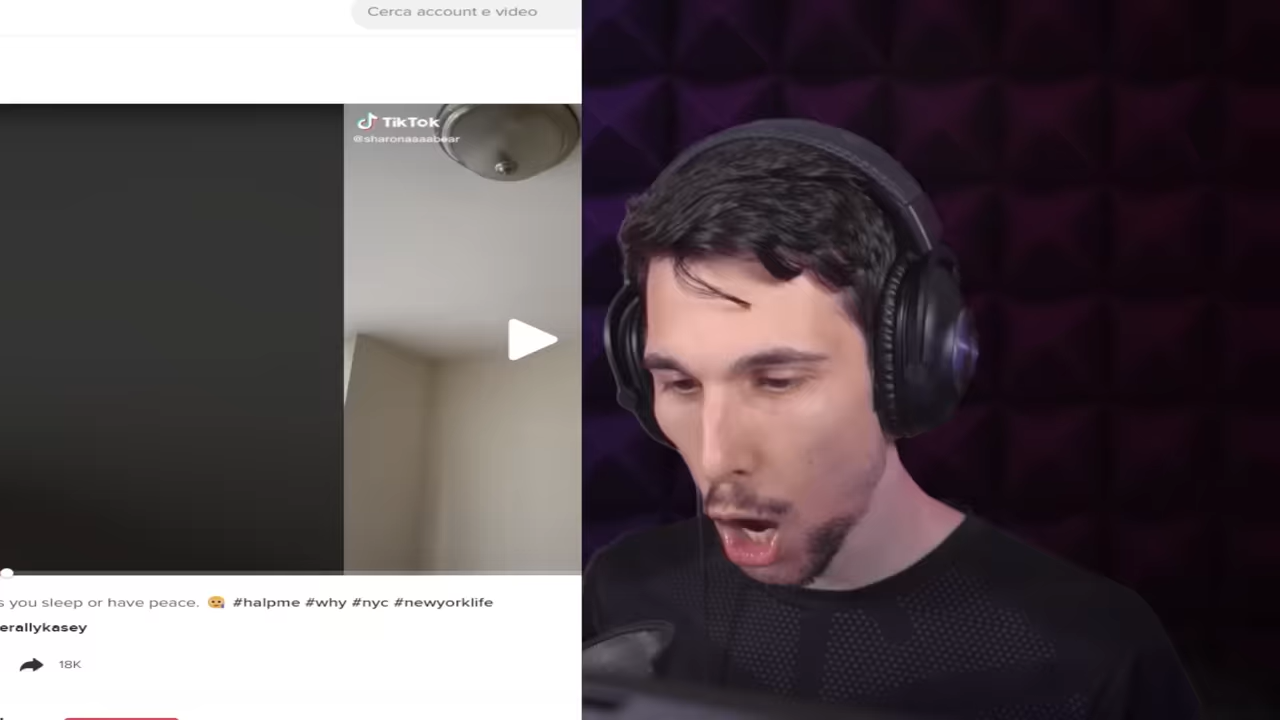 Cerca account e video
TikTok
@sharonaaaabear
s you sleep or have peace. 🤕 #halpme #why #nyc #newyorklife
erallykasey
18K